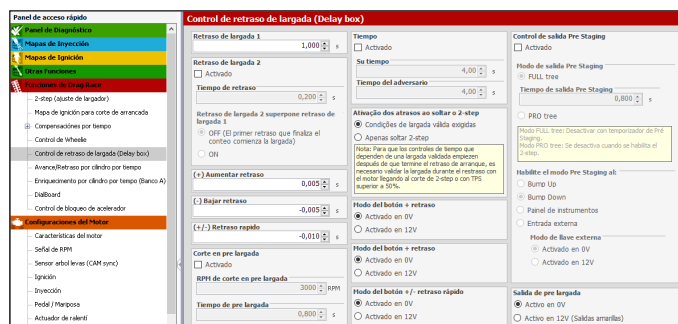 Panel de acceso rápido
Panel de Diagnóstico
Mapas de Inyección
Mapas de Ignición
Otras Funciones
Funciones de Drag Race
2-step (ajuste de largador)
Mapa de ignición para corte de arrancada
Compensaciónes por tiempo
Control de Wheelie
Control de retraso de largada (Delay box)
Avance/Retraso por cilindro por tiempo
Enriquecimiento por cilindro por tiempo (Banco A)
DialBoard
Control de bloqueo de acelerador
Configuraciones del Motor
Características del motor
Señal de RPM
Sensor arbol levas (CAM sync)
Ignición
Inyección
Pedal / Mariposa
Actuador de ralentí
Control de retraso de largada (Delay box)
Retraso de largada 1
1,000 s
Retraso de largada 2
Activado
Tiempo de retraso
0,200 s
Retraso de largada 2 superpone retraso de
largada 1
OFF (El primer retraso que finaliza el
conteo comienza la largada)
ON
(+) Aumentar retraso
0,005 s
(-) Bajar retraso
-0,005 s
(+/-) Retraso rapido
-0,010 s
Corte en pre largada
Activado
RPM de corte en pre largada
3000 RPM
Tiempo de pre largada
0,800 s
Tiempo
Activado
Su tiempo
4,00 s
Tiempo del adversario
4,00 s
Ativação dos atrasos ao soltar o 2-step
Condiciones de largada válida exigidas
Apenas soltar 2-step
Nota: Para que los controles de tiempo que
dependen de una largada validada empiezen
después de que termine el retraso de arranque, es
necesario validar la largada durante el restraso con
el motor llegando al corte de 2-step o con TPS
superior a 50%.
Modo del botón + retraso
Activado en 0V
Activado en 12V
Modo del botón + retraso
Activado en 0V
Activado en 12V
Modo del botón +/- retraso rápido
Activado en 0V
Activado en 12V
Control de salida Pre Staging
Activado
Modo de salida Pre Staging
FULL tree
Tiempo de salida Pre Staging
0,800 s
PRO tree
Modo FULL tree: Desactivar con temporizador de Pré
Staging.
Modo PRO tree: Se desactiva cuando se habilita el
2-step.
Habilite el modo Pre Staging al:
Bump Up
Bump Down
Panel de instrumentos
Entrada externa
Modo de llave externa
Activado en 0V
Activado en 12V
Salida de pre largada
Activo en 0V
Activo en 12V (Salidas amarillas)